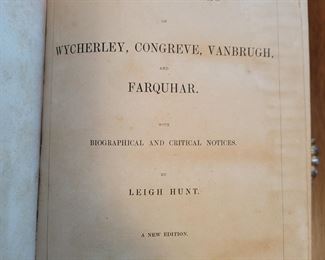 OF
WYCHERLEY, CONGREVE, VANBRUGH,
AND
FARQUHAR.
WITH
BIOGRAPHICAL AND CRITICAL NOTICES.
BY
LEIGH HUNT.
A NEW EDITION.